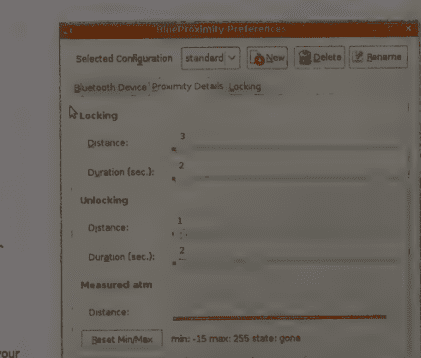 BlueProximity Preferences
Selected Configuration standard New Delete Rename
Bluetooth Device Proximity Details Locking
Locking
3
Distance:
2
Duration (sec.):
Unlocking
1
Distance:
2
Duration (sec.):
Measured atm
Distance:
Reset Min/Max min: -15 max: 255 state: gone
your